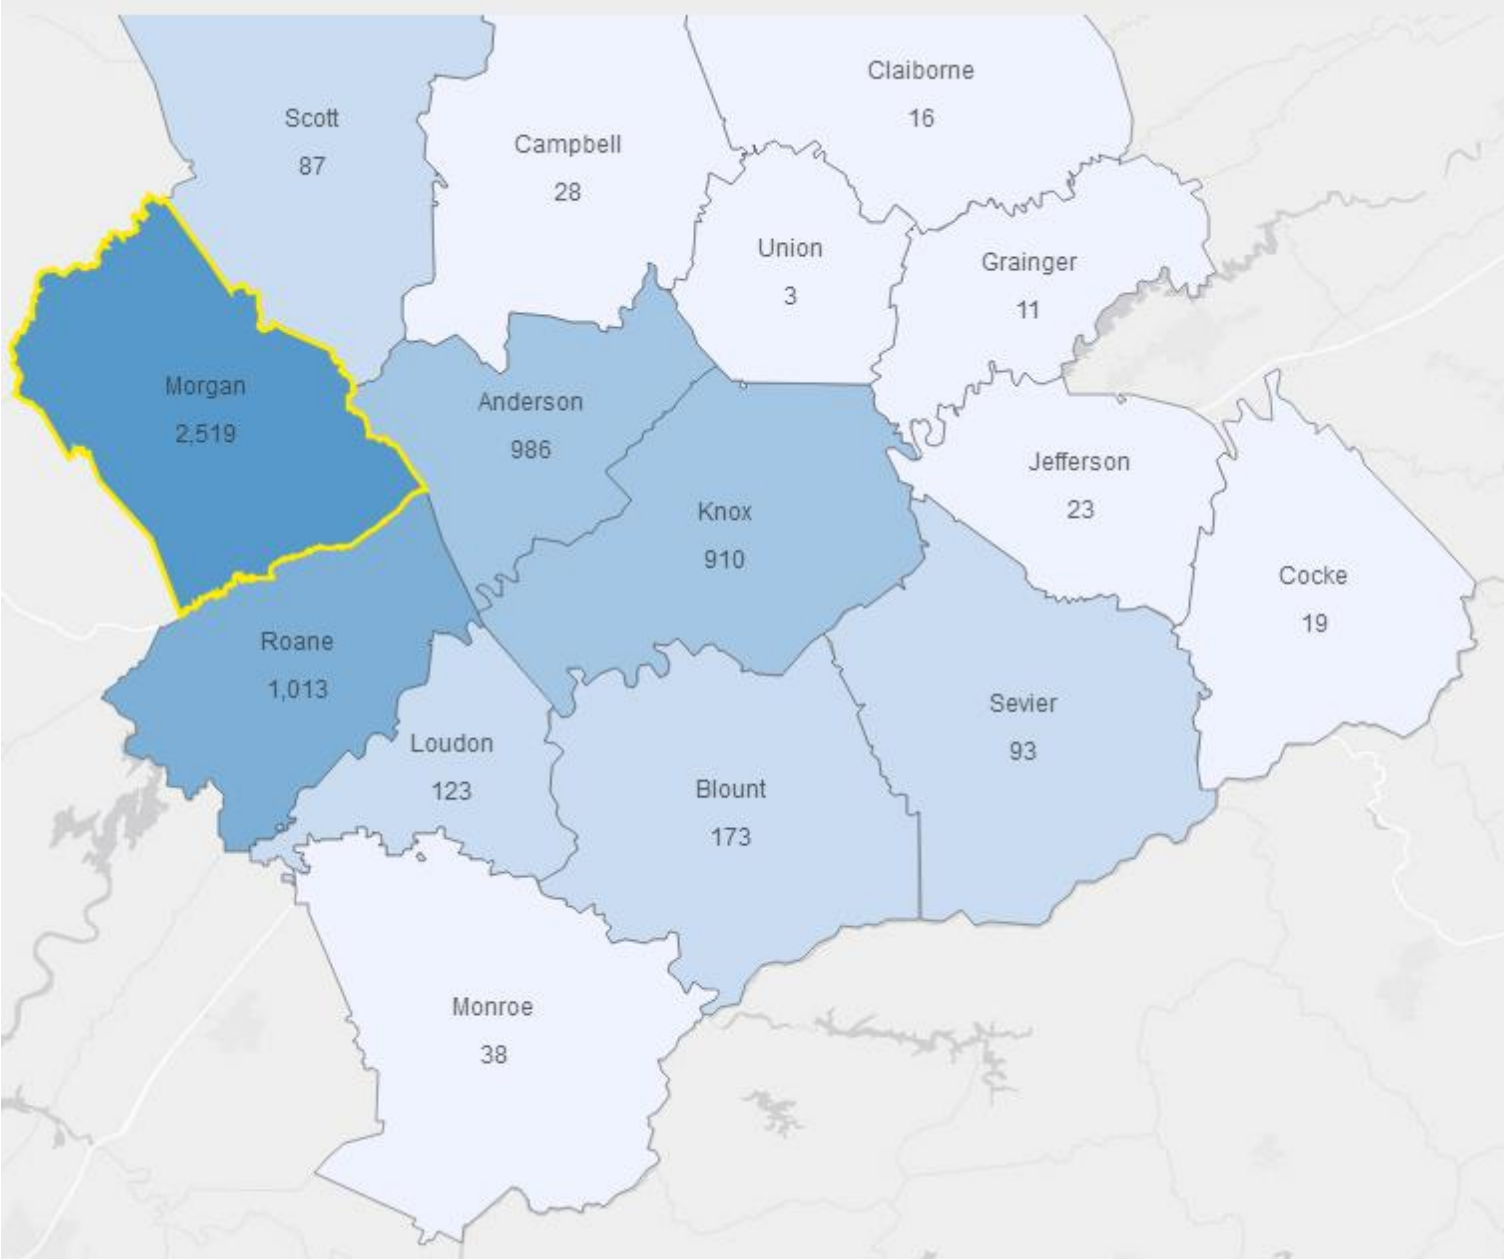 Claiborne
16
Scott
87
Campbell
28
Union
3
Grainger
11
Morgan
2,519
Anderson
986
Jefferson
23
Knox
910
Cocke
19
Roane
1,013
Sevier
93
Loudon
123
Blount
173
Monroe
38